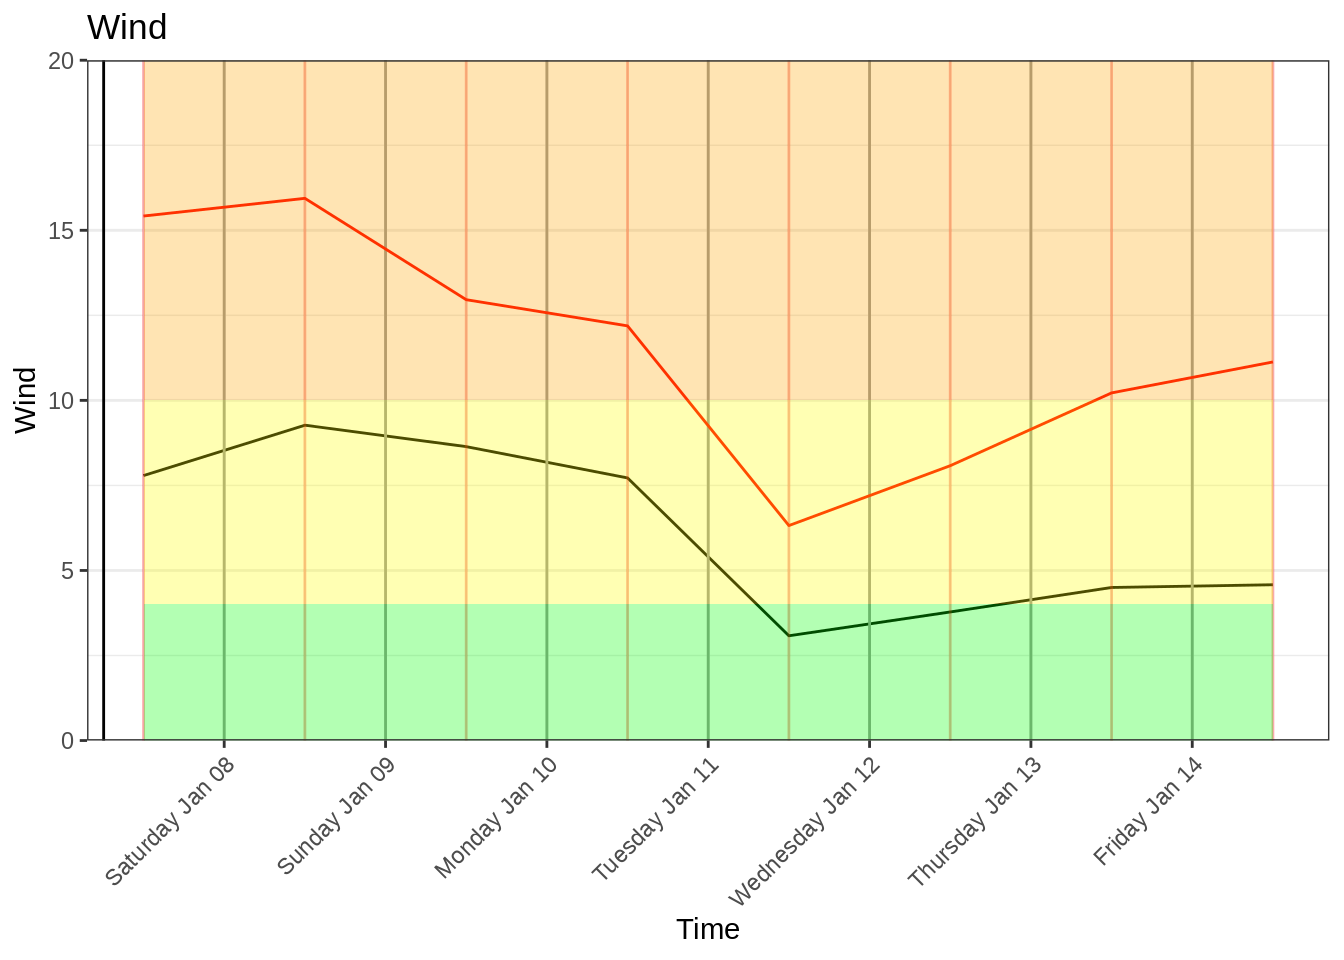 Wind
20
15
10
5
0
Wind
Saturday Jan 08
Sunday Jan 09
Monday Jan 10
Tuesday Jan 11
Wednesday Jan 12
Thursday Jan 13
Friday Jan 14
Time